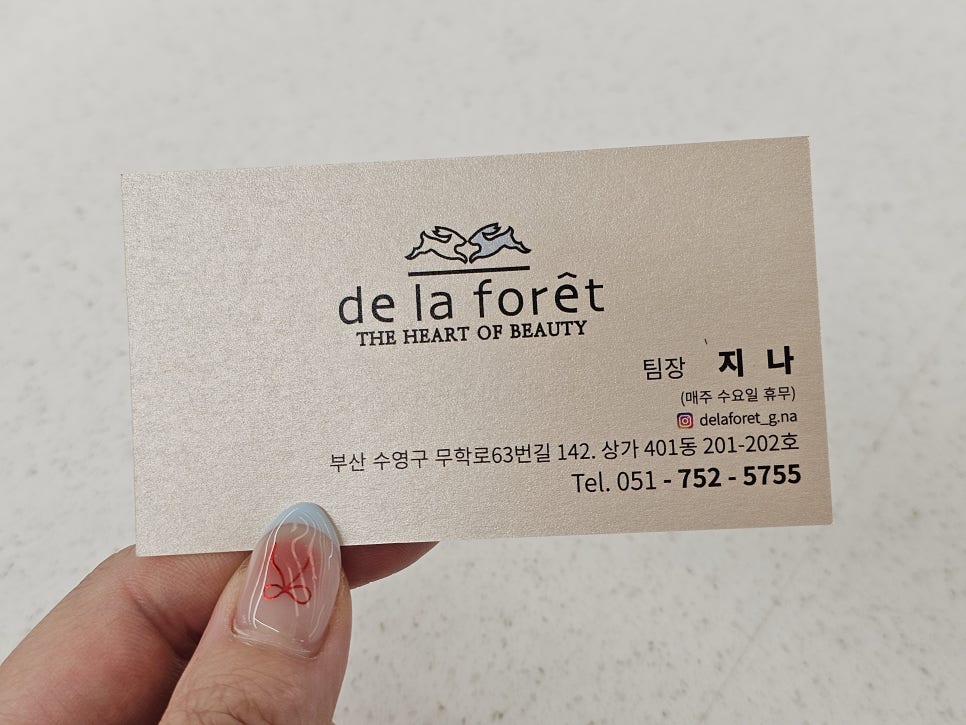 de la forêt
THE HEART OF BEAUTY
팀장 지 나
(매주 수요일 휴무)
delaforet_g.na
부산 수영구 무학로63번길 142. 상가 401동 201-202호
Tel. 051 - 752 - 5755